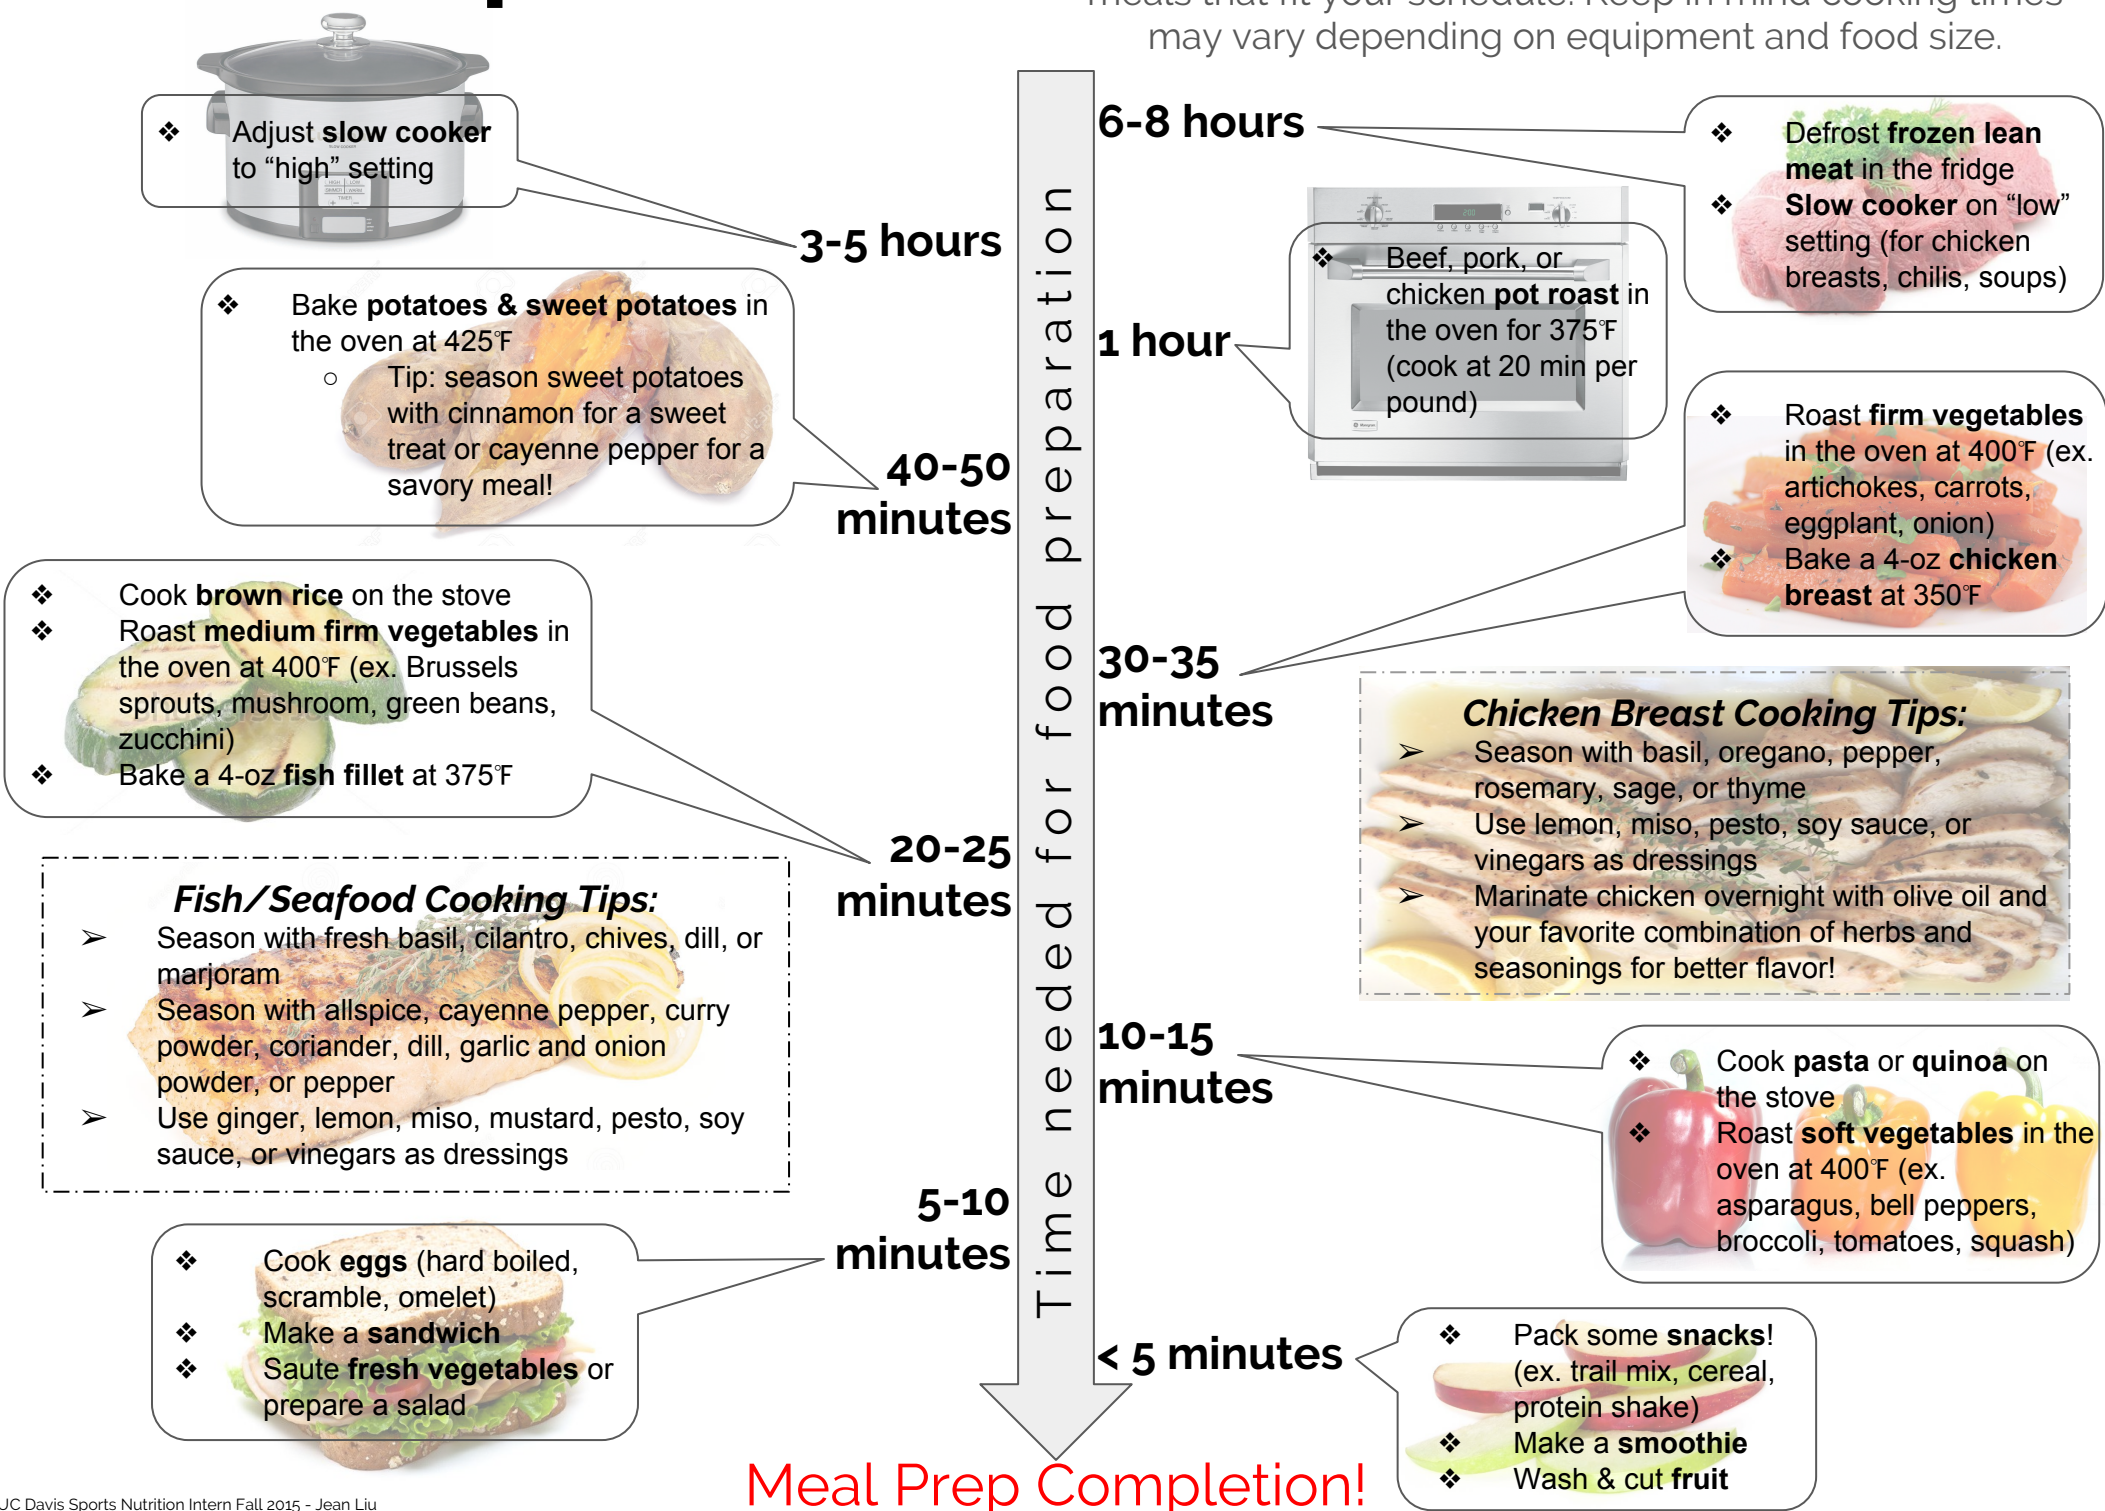 meals that fit your schedule. Keep in mind cooking times
may vary depending on equipment and food size.
❖ Adjust slow cooker
to “high” setting
3-5 hours
6-8 hours
❖ Defrost frozen lean
meat in the fridge
❖ Slow cooker on “low”
setting (for chicken
breasts, chilis, soups)
❖ Bake potatoes & sweet potatoes in
the oven at 425℉
○ Tip: season sweet potatoes
with cinnamon for a sweet
treat or cayenne pepper for a
savory meal!
40-50
minutes
1 hour
❖ Beef, pork, or
chicken pot roast in
the oven for 375℉
(cook at 20 min per
pound)
❖ Roast firm vegetables
in the oven at 400℉ (ex.
artichokes, carrots,
eggplant, onion)
❖ Bake a 4-oz chicken
breast at 350℉
30-35
minutes
❖ Cook brown rice on the stove
❖ Roast medium firm vegetables in
the oven at 400℉ (ex. Brussels
sprouts, mushroom, green beans,
zucchini)
❖ Bake a 4-oz fish fillet at 375℉
20-25
minutes
Chicken Breast Cooking Tips:
➢ Season with basil, oregano, pepper,
rosemary, sage, or thyme
➢ Use lemon, miso, pesto, soy sauce, or
vinegars as dressings
➢ Marinate chicken overnight with olive oil and
your favorite combination of herbs and
seasonings for better flavor!
Fish/Seafood Cooking Tips:
➢ Season with fresh basil, cilantro, chives, dill, or
marjoram
➢ Season with allspice, cayenne pepper, curry
powder, coriander, dill, garlic and onion
powder, or pepper
➢ Use ginger, lemon, miso, mustard, pesto, soy
sauce, or vinegars as dressings
10-15
minutes
❖ Cook pasta or quinoa on
the stove
❖ Roast soft vegetables in the
oven at 400℉ (ex.
asparagus, bell peppers,
broccoli, tomatoes, squash)
5-10
minutes
❖ Cook eggs (hard boiled,
scramble, omelet)
❖ Make a sandwich
❖ Saute fresh vegetables or
prepare a salad
< 5 minutes
❖ Pack some snacks!
(ex. trail mix, cereal,
protein shake)
❖ Make a smoothie
❖ Wash & cut fruit
Time needed for food preparation
Meal Prep Completion!
UC Davis Sports Nutrition Intern Fall 2015 - Jean Liu